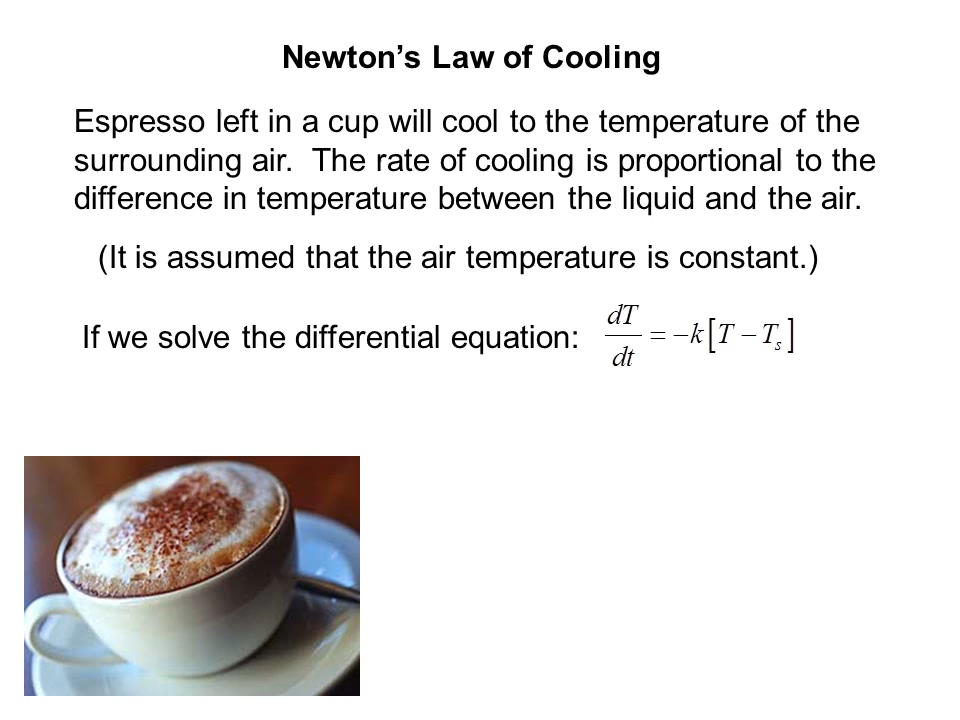 Newton’s Law of Cooling
Espresso left in a cup will cool to the temperature of the
surrounding air.  The rate of cooling is proportional to the
difference in temperature between the liquid and the air.
(It is assumed that the air temperature is constant.)
If we solve the differential equation: dT/dt = −k[T − Tₛ]